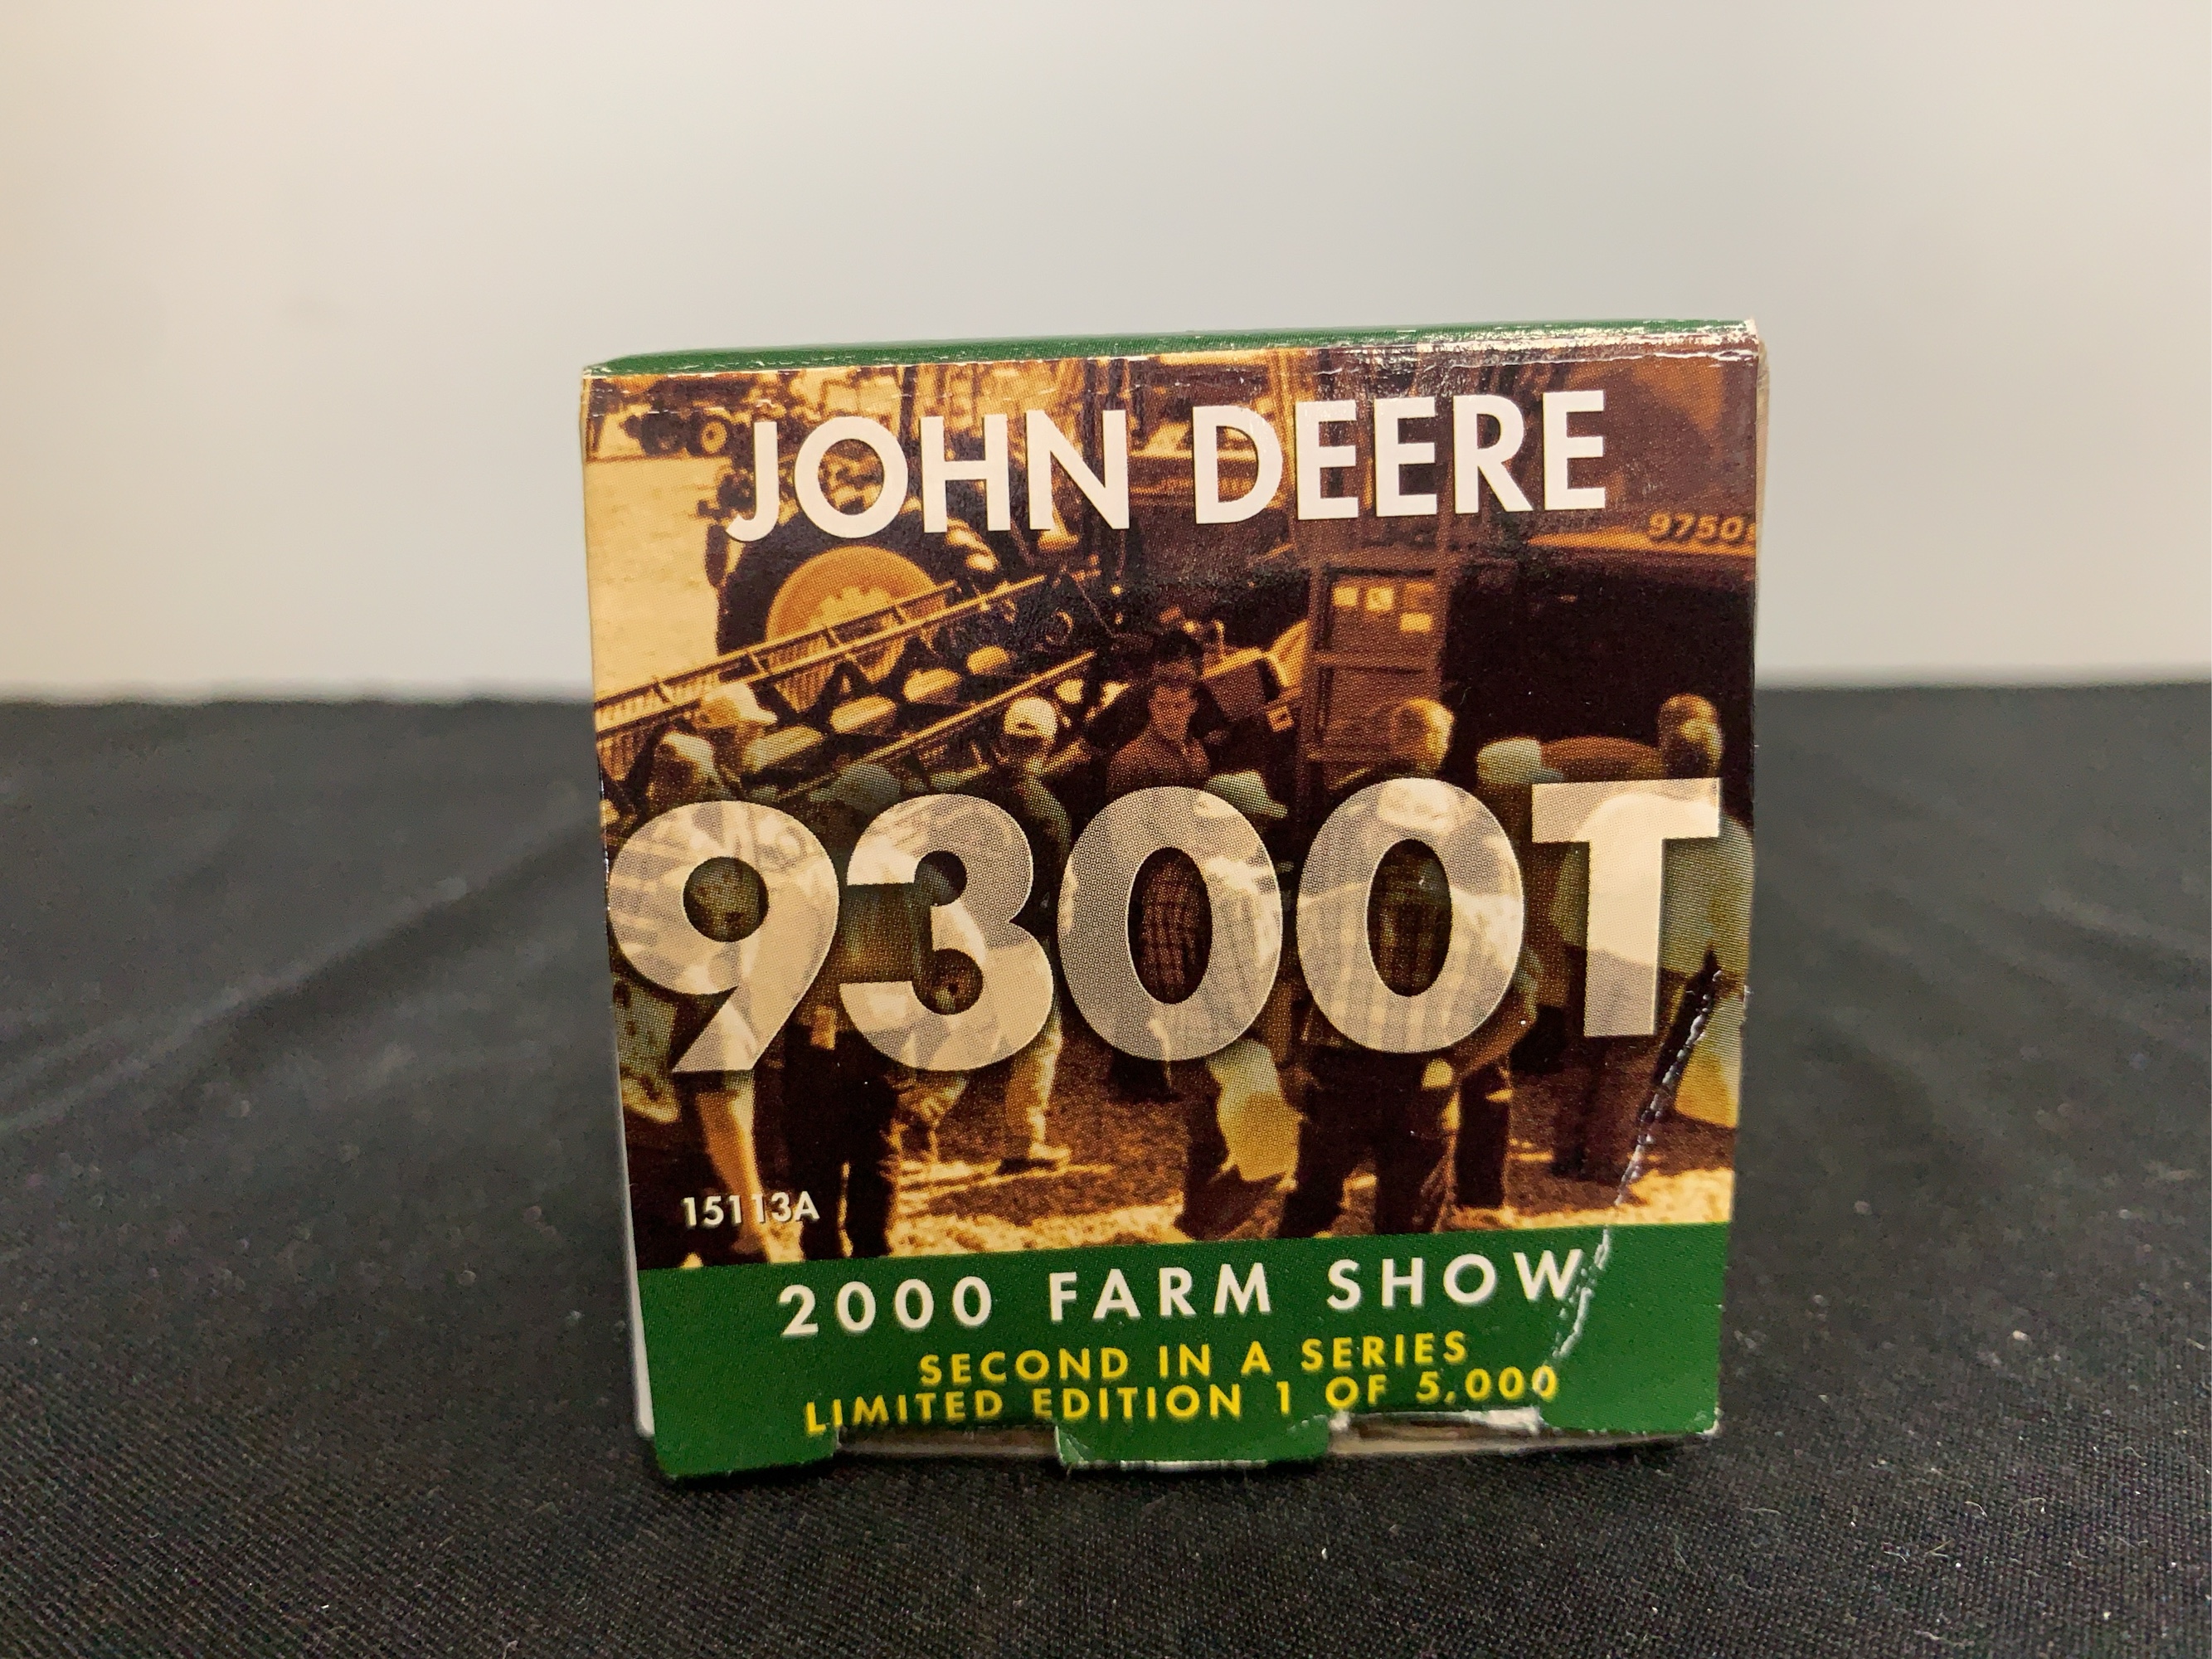 JOHN DEERE
9750
9300T
15113A
2000 FARM SHOW
SECOND IN A SERIES
LIMITED EDITION 1 OF 5,000